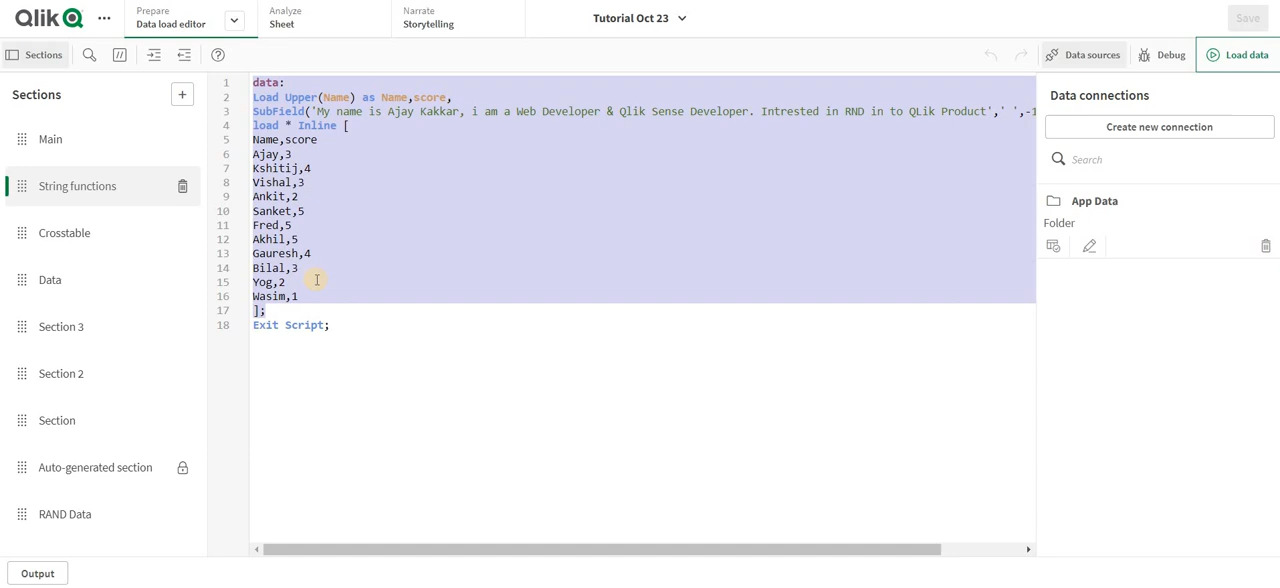 Qlik
Prepare
Data load editor
Analyze
Sheet
Narrate
Storytelling
Tutorial Oct 23
Save
Sections
Data sources
Debug
Load data
Sections
+
Main
String functions
Crosstable
Data
Section 3
Section 2
Section
Auto-generated section
RAND Data
1 data:
2 Load Upper(Name) as Name,score,
3 SubField('My name is Ajay Kakkar, i am a Web Developer & Qlik Sense Developer. Intrested in RND in to QLik Product',' ',-1
4 load * Inline [
5 Name,score
6 Ajay,3
7 Kshitij,4
8 Vishal,3
9 Ankit,2
10 Sanket,5
11 Fred,5
12 Akhil,5
13 Gauresh,4
14 Bilal,3
15 Yog,2
16 Wasim,1
17 ];
18 Exit Script;
Data connections
Create new connection
Search
App Data
Folder
Output